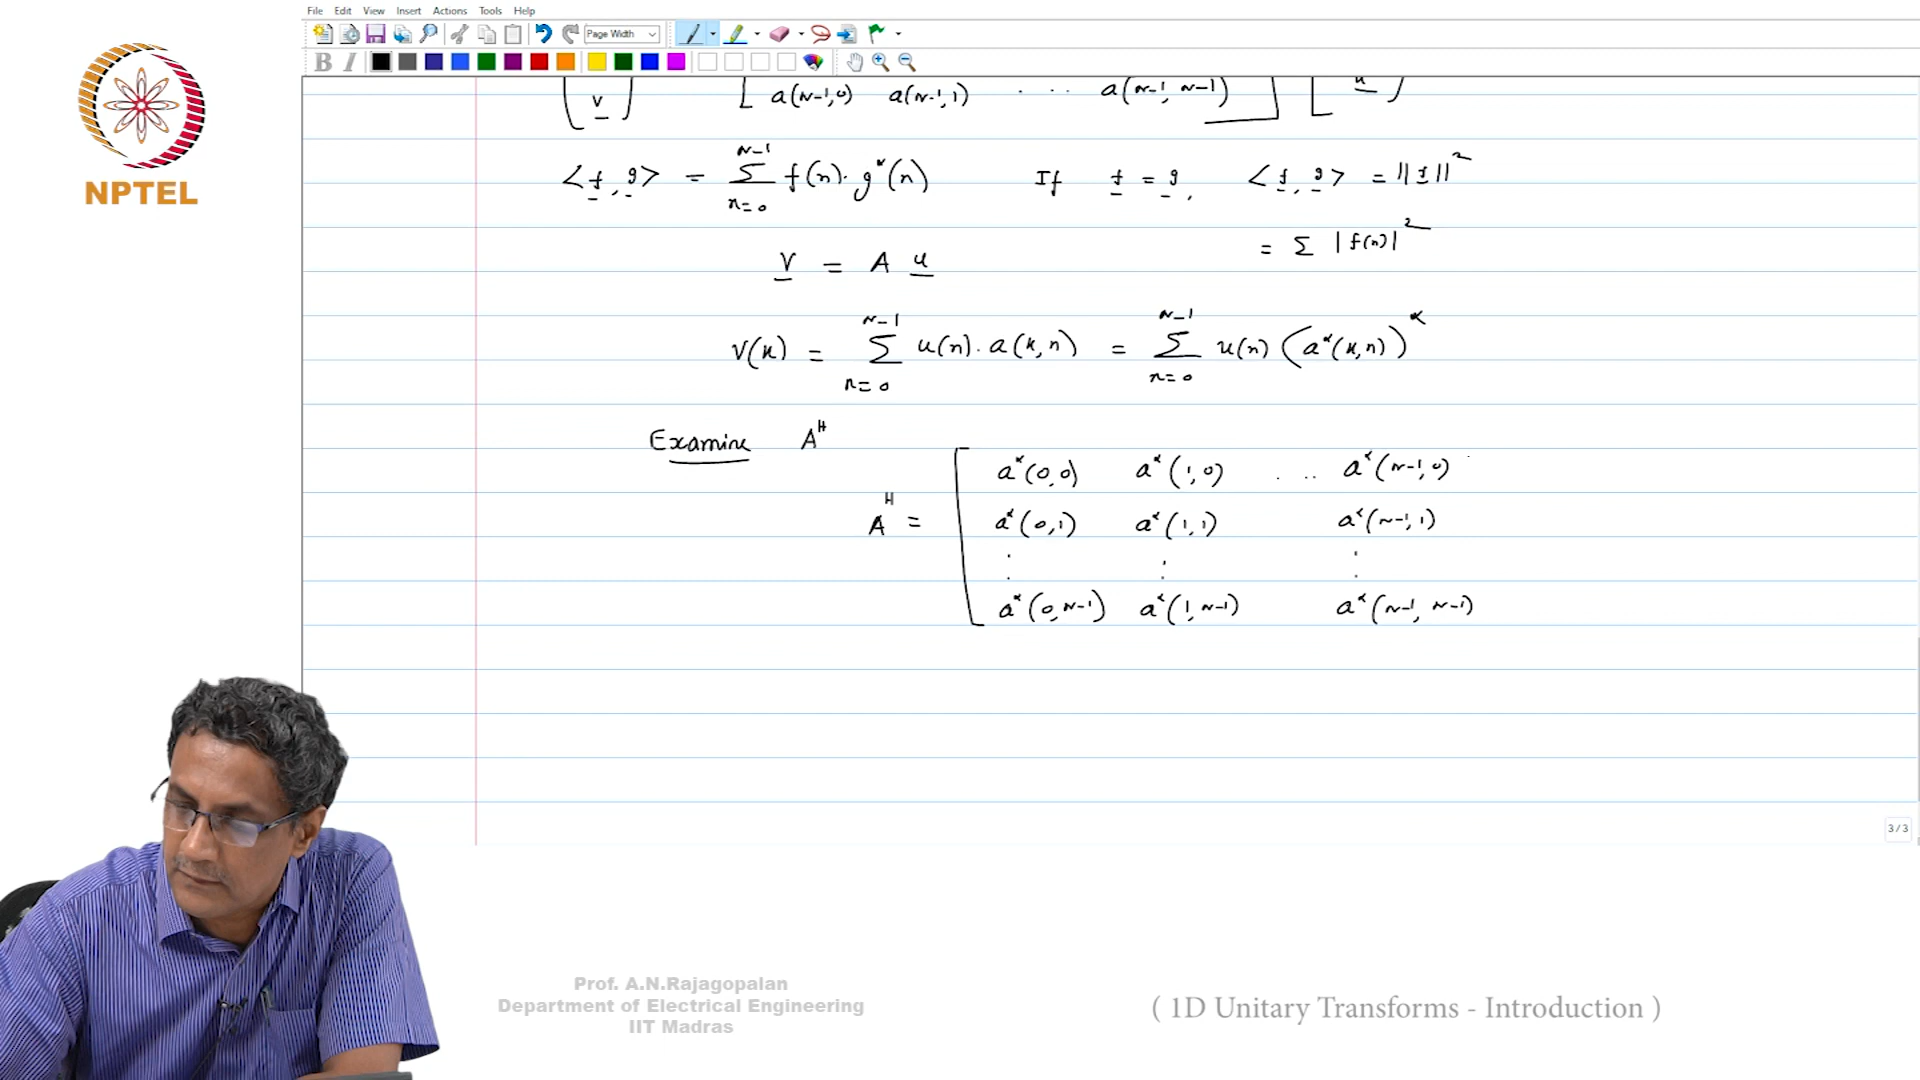 File Edit View Insert Actions Tools Help
Page Width
B I
NPTEL
[v] [a(N-1,0) a(N-1,1) . .. a(N-1, N-1)] [u]
<f, g> = Σ_{n=0}^{N-1} f(n). g*(n) If f = g, <f, g> = ||f||²
= Σ |f(n)|²
V = A u
V(k) = Σ_{n=0}^{N-1} u(n). a(k,n) = Σ_{n=0}^{N-1} u(n) (a*(k,n))*
Examine A^H
a*(0,0) a*(1,0) . .. a*(N-1,0)
A^H = [ a*(0,1) a*(1,1) a*(N-1,1)
: : :
a*(0,N-1) a*(1,N-1) a*(N-1, N-1)
3/3
Prof. A.N.Rajagopalan
Department of Electrical Engineering
IIT Madras
( 1D Unitary Transforms - Introduction )